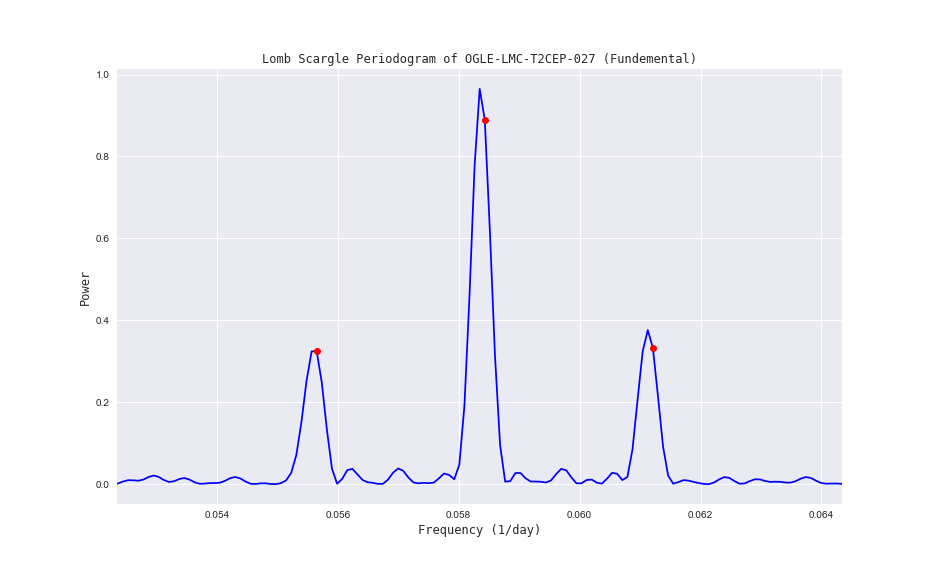 Lomb Scargle Periodogram of OGLE-LMC-T2CEP-027 (Fundemental)
1.0
0.8
0.6
0.4
0.2
0.0
Power
0.054 0.056 0.058 0.060 0.062 0.064
Frequency (1/day)